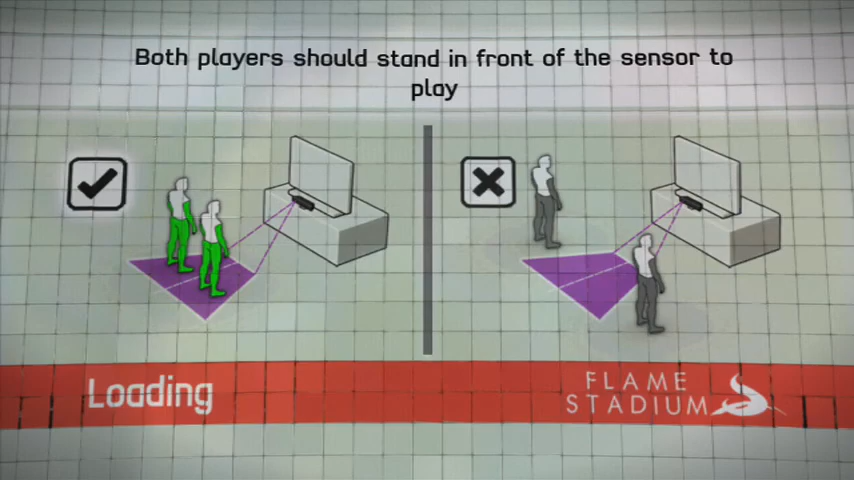 Both players should stand in front of the sensor to
play
Loading
FLAME
STADIUM